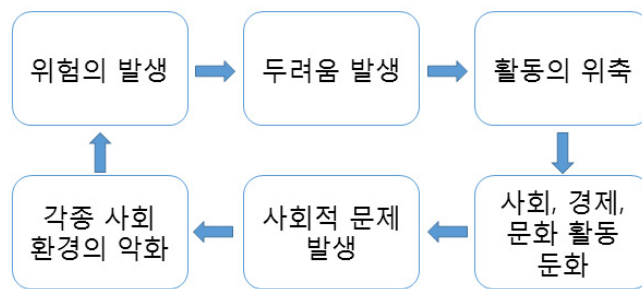 위험의 발생
두려움 발생
활동의 위축
사회, 경제,
문화 활동
둔화
사회적 문제
발생
각종 사회
환경의 악화